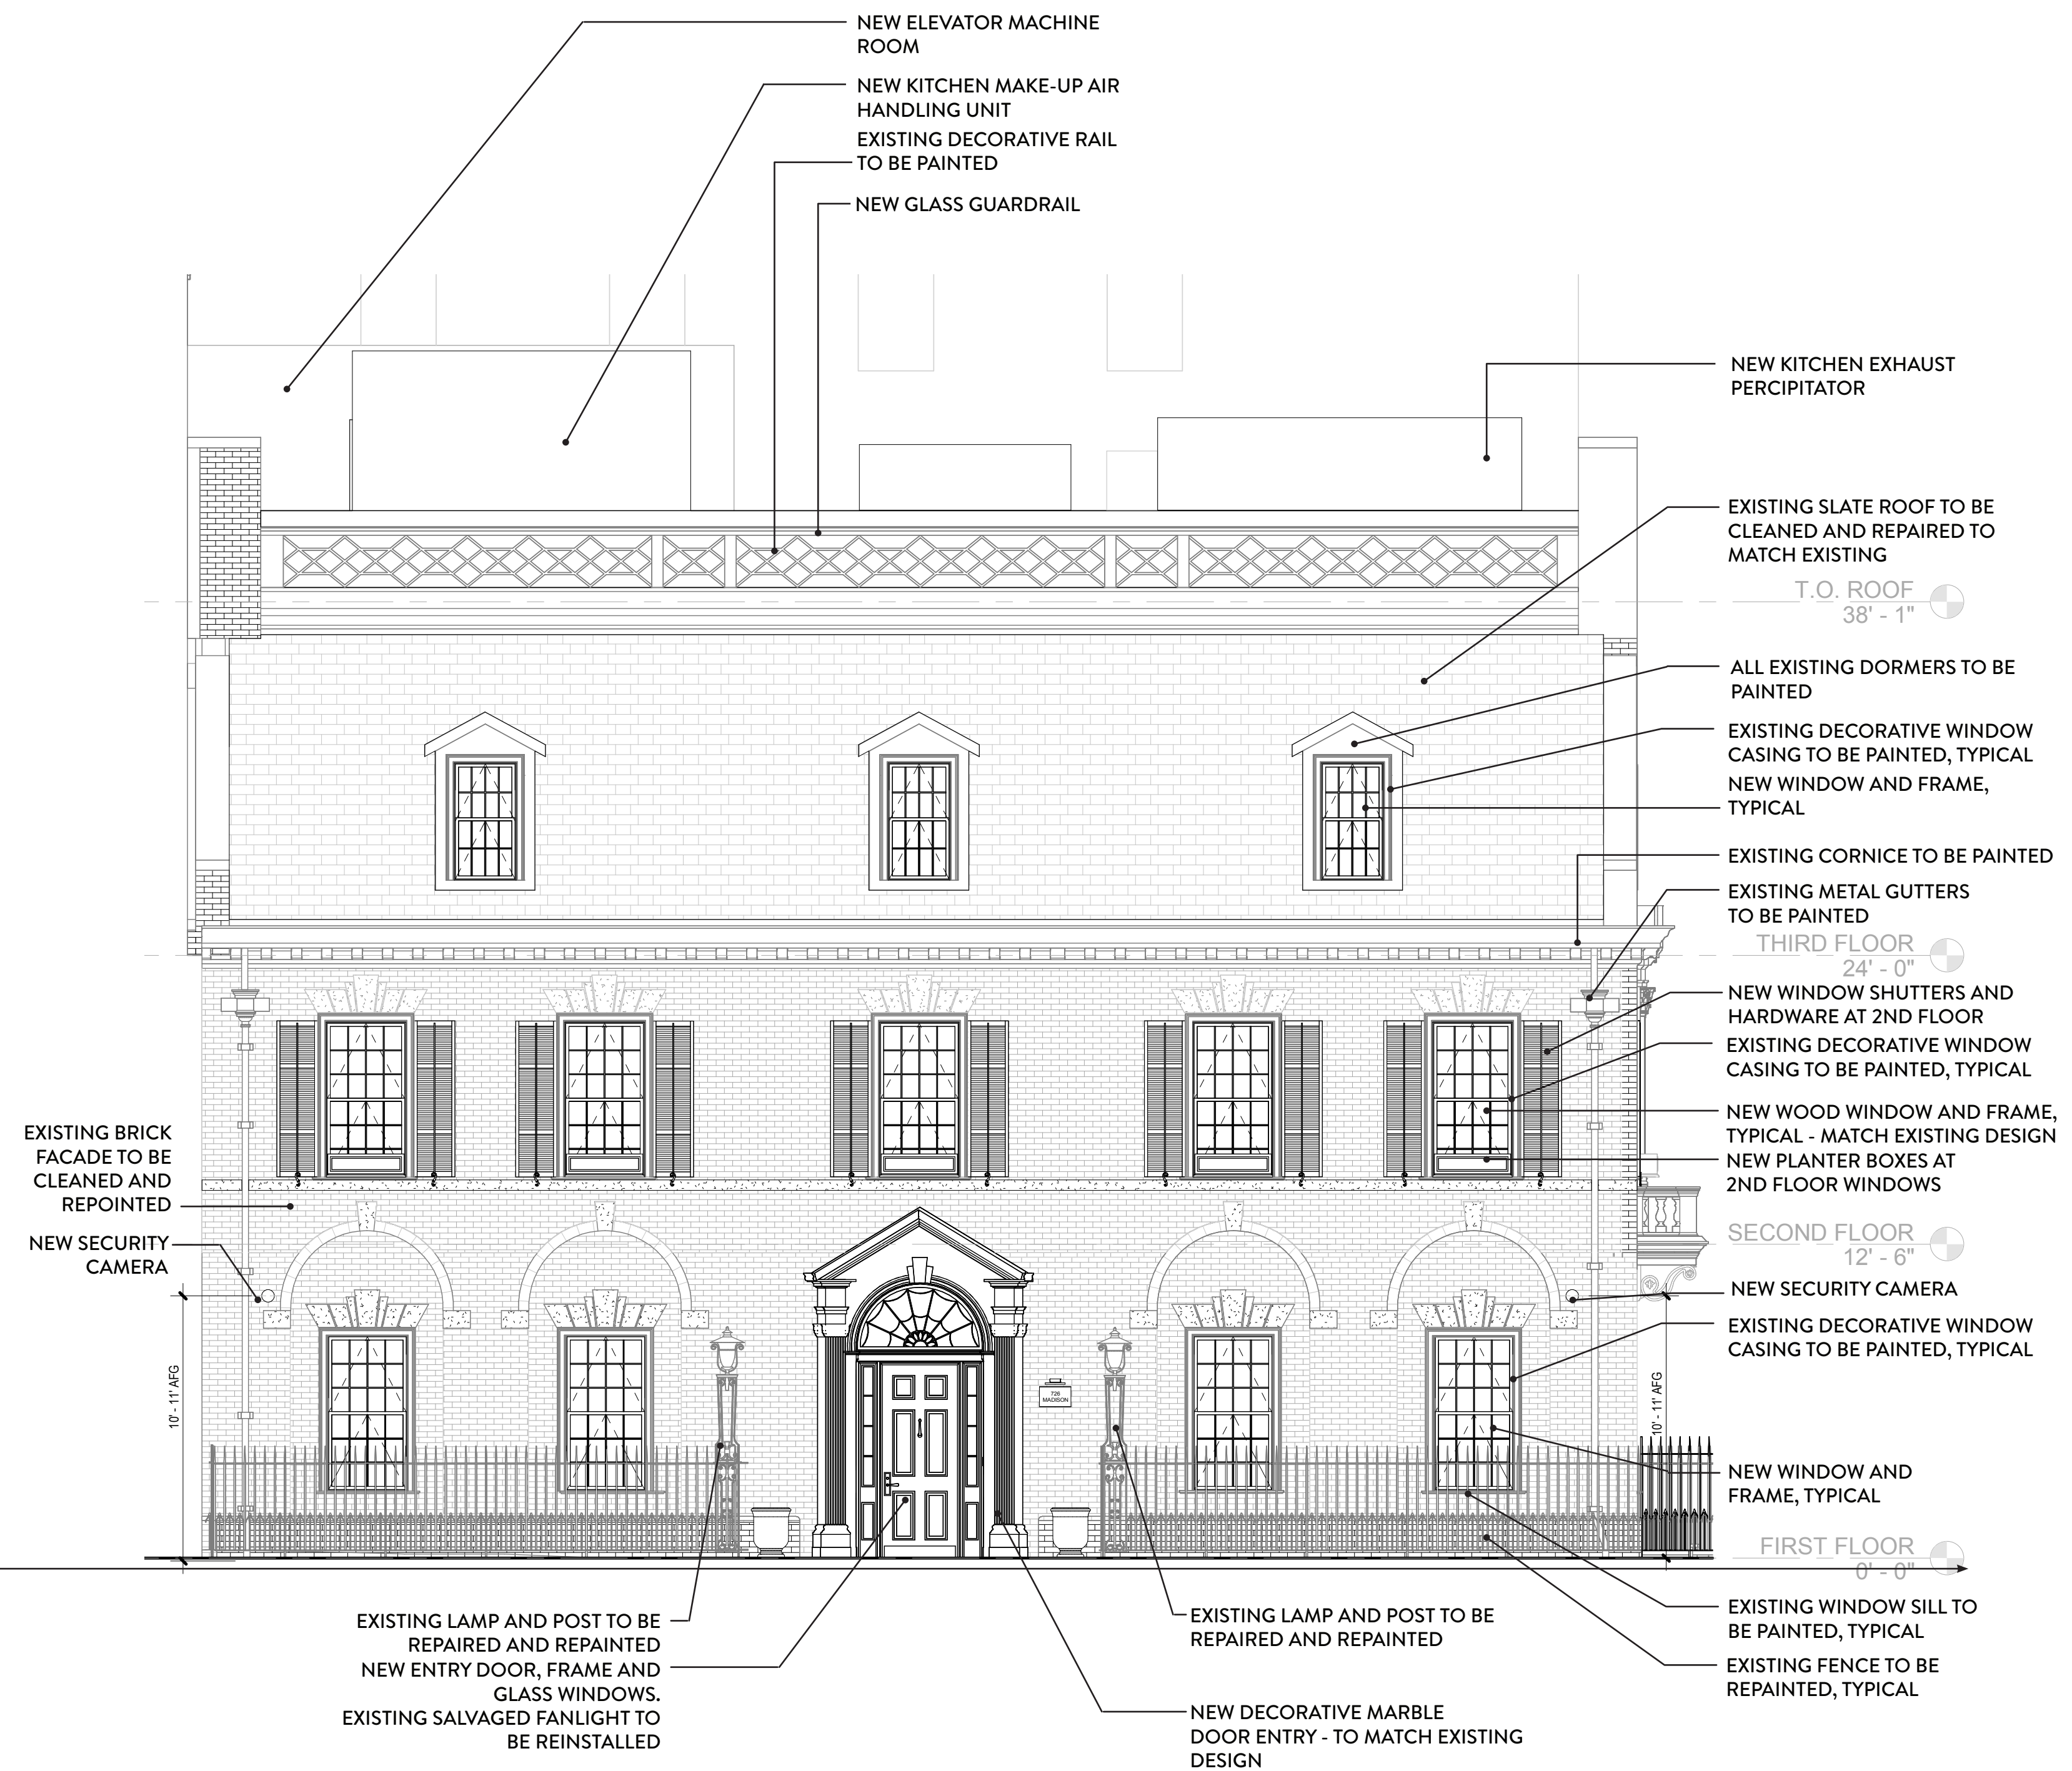 NEW ELEVATOR MACHINE
ROOM
NEW KITCHEN MAKE-UP AIR
HANDLING UNIT
EXISTING DECORATIVE RAIL
TO BE PAINTED
NEW GLASS GUARDRAIL
NEW KITCHEN EXHAUST
PERCIPITATOR
EXISTING SLATE ROOF TO BE
CLEANED AND REPAIRED TO
MATCH EXISTING
T.O. ROOF
38' - 1"
ALL EXISTING DORMERS TO BE
PAINTED
EXISTING DECORATIVE WINDOW
CASING TO BE PAINTED, TYPICAL
NEW WINDOW AND FRAME,
TYPICAL
EXISTING CORNICE TO BE PAINTED
EXISTING METAL GUTTERS
TO BE PAINTED
THIRD FLOOR
24' - 0"
NEW WINDOW SHUTTERS AND
HARDWARE AT 2ND FLOOR
EXISTING DECORATIVE WINDOW
CASING TO BE PAINTED, TYPICAL
NEW WOOD WINDOW AND FRAME,
TYPICAL - MATCH EXISTING DESIGN
NEW PLANTER BOXES AT
2ND FLOOR WINDOWS
EXISTING BRICK
FACADE TO BE
CLEANED AND
REPOINTED
NEW SECURITY
CAMERA
SECOND FLOOR
12' - 6"
NEW SECURITY CAMERA
EXISTING DECORATIVE WINDOW
CASING TO BE PAINTED, TYPICAL
10' - 11' AFG
726
MADISON
10' - 11' AFG
NEW WINDOW AND
FRAME, TYPICAL
FIRST FLOOR
0' - 0"
EXISTING WINDOW SILL TO
BE PAINTED, TYPICAL
EXISTING FENCE TO BE
REPAINTED, TYPICAL
EXISTING LAMP AND POST TO BE
REPAIRED AND REPAINTED
NEW ENTRY DOOR, FRAME AND
GLASS WINDOWS.
EXISTING SALVAGED FANLIGHT TO
BE REINSTALLED
EXISTING LAMP AND POST TO BE
REPAIRED AND REPAINTED
NEW DECORATIVE MARBLE
DOOR ENTRY - TO MATCH EXISTING
DESIGN